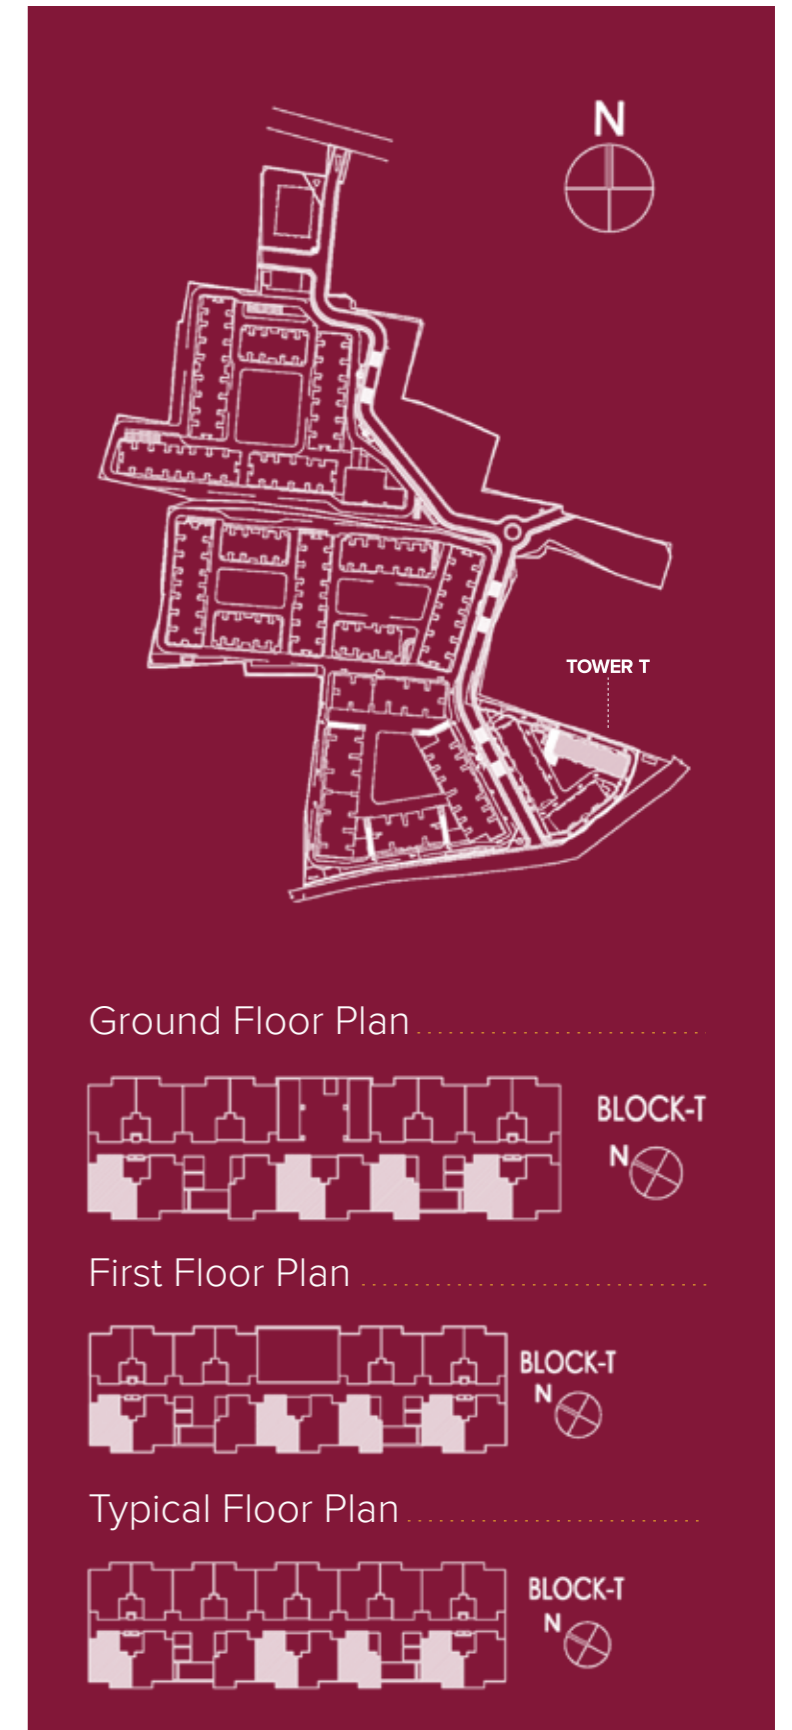 N
TOWER T
Ground Floor Plan
BLOCK-T
N
First Floor Plan
BLOCK-T
N
Typical Floor Plan
BLOCK-T
N